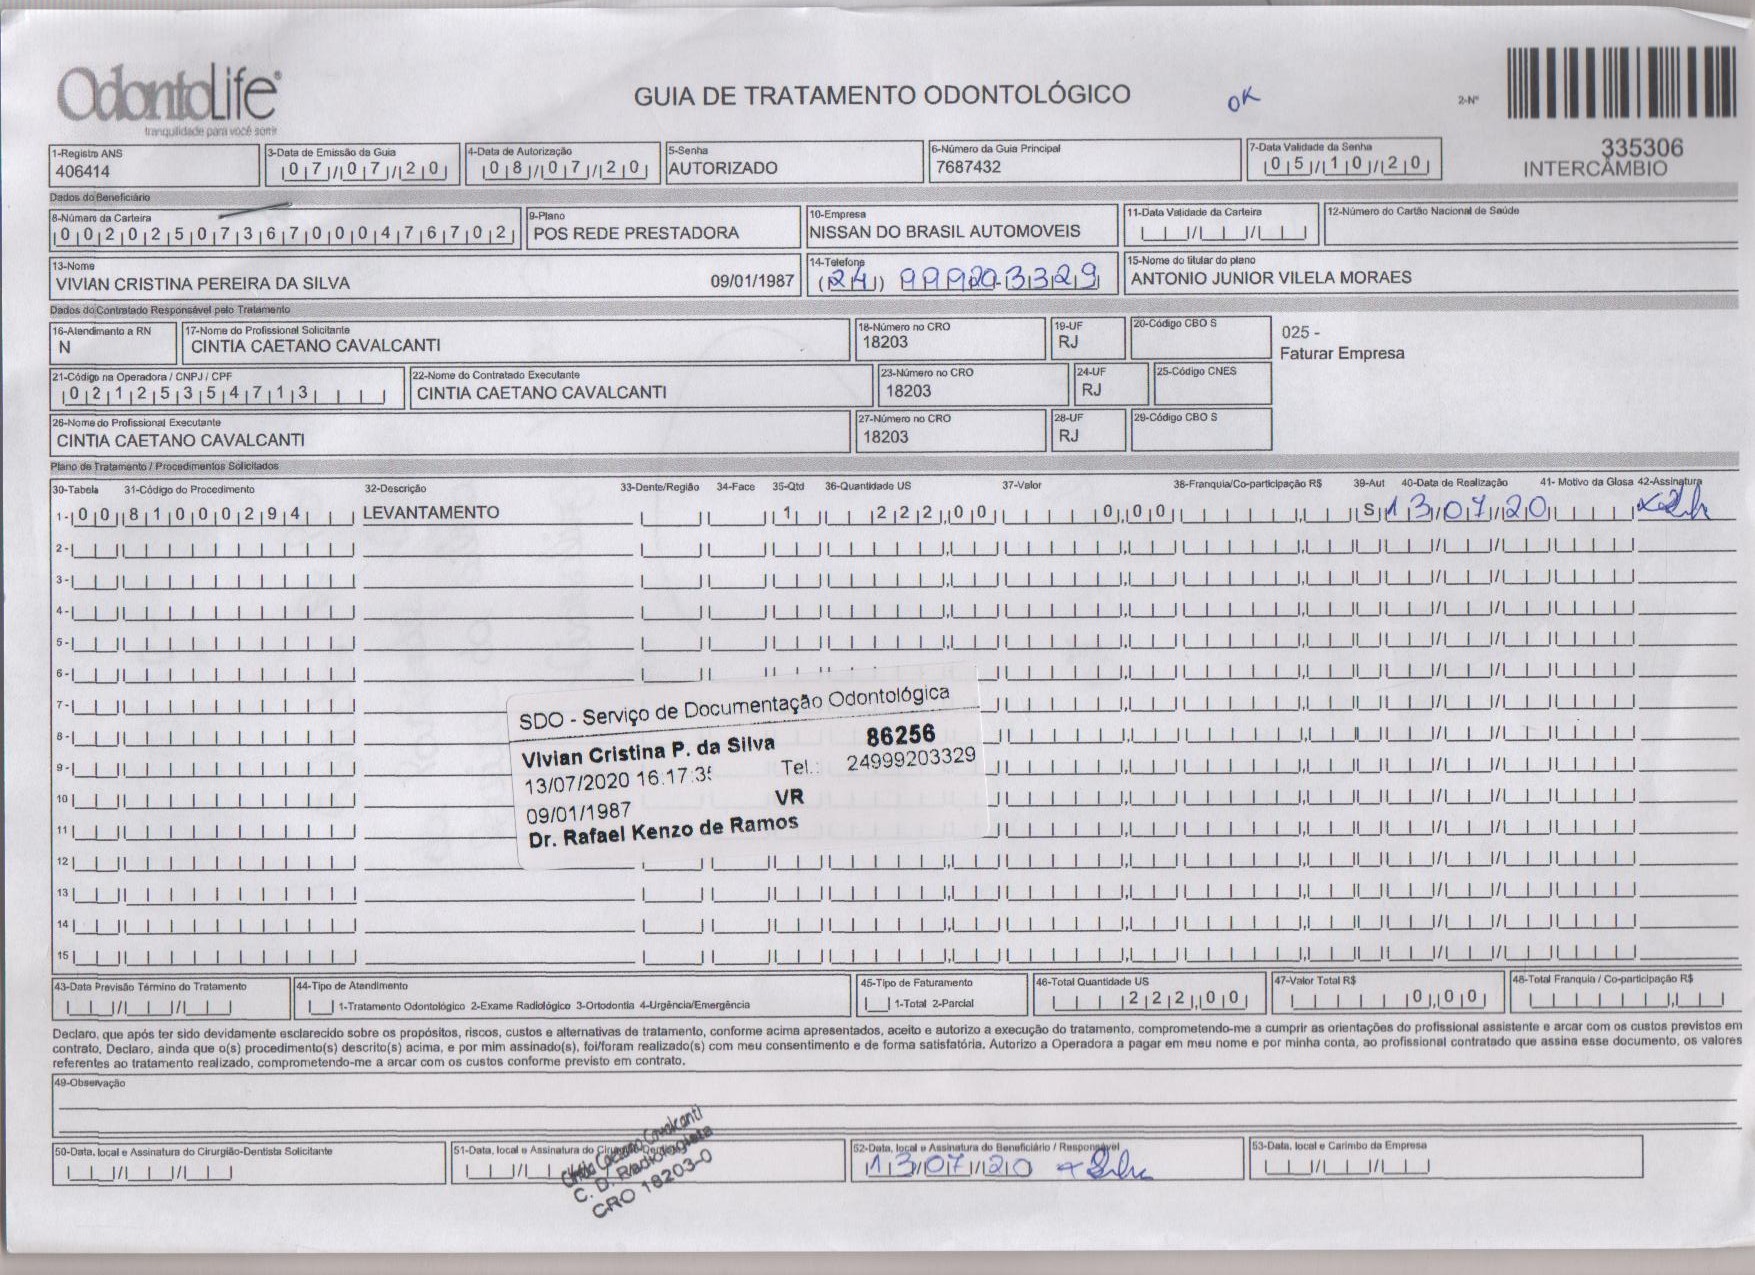 OdontoLife
tranquilidade para você sorrir
GUIA DE TRATAMENTO ODONTOLÓGICO
OK
2-Nº
335306
INTERCÂMBIO
1-Registro ANS
406414
3-Data de Emissão da Guia
07/07/20
4-Data de Autorização
08/07/20
5-Senha
AUTORIZADO
6-Número da Guia Principal
7687432
7-Data Validade da Senha
05/10/20
Dados do Beneficiário
8-Número da Carteira
00202507367000476702
9-Plano
POS REDE PRESTADORA
10-Empresa
NISSAN DO BRASIL AUTOMOVEIS
11-Data Validade da Carteira
12-Número do Cartão Nacional de Saúde
13-Nome
VIVIAN CRISTINA PEREIRA DA SILVA 09/01/1987
14-Telefone
(24) 99920-3329
15-Nome do titular do plano
ANTONIO JUNIOR VILELA MORAES
Dados do Contratado Responsável pelo Tratamento
16-Atendimento a RN
N
17-Nome do Profissional Solicitante
CINTIA CAETANO CAVALCANTI
18-Número no CRO
18203
19-UF
RJ
20-Código CBO S
025 -
Faturar Empresa
21-Código na Operadora / CNPJ / CPF
02125354713
22-Nome do Contratado Executante
CINTIA CAETANO CAVALCANTI
23-Número no CRO
18203
24-UF
RJ
25-Código CNES
26-Nome do Profissional Executante
CINTIA CAETANO CAVALCANTI
27-Número no CRO
18203
28-UF
RJ
29-Código CBO S
Plano de Tratamento / Procedimentos Solicitados
30-Tabela 31-Código do Procedimento 32-Descrição 33-Dente/Região 34-Face 35-Qtd 36-Quantidade US 37-Valor 38-Franquia/Co-participação R$ 39-Aut 40-Data de Realização 41- Motivo da Glosa 42-Assinatura
1- 00 81000294 LEVANTAMENTO 1 222,00 0,00 S 13/07/20
2-
3-
4-
5-
6-
7-
8-
9-
10
11
12
13
14
15
SDO - Serviço de Documentação Odontológica
Vivian Cristina P. da Silva 86256
13/07/2020 16:17:3 Tel.: 24999203329
09/01/1987 VR
Dr. Rafael Kenzo de Ramos
43-Data Previsão Término do Tratamento
44-Tipo de Atendimento
1-Tratamento Odontológico 2-Exame Radiológico 3-Ortodontia 4-Urgência/Emergência
45-Tipo de Faturamento
1-Total 2-Parcial
46-Total Quantidade US
222,00
47-Valor Total R$
0,00
48-Total Franquia / Co-participação R$
Declaro, que após ter sido devidamente esclarecido sobre os propósitos, riscos, custos e alternativas de tratamento, conforme acima apresentados, aceito e autorizo a execução do tratamento, comprometendo-me a cumprir as orientações do profissional assistente e arcar com os custos previstos em
contrato, Declaro, ainda que o(s) procedimento(s) descrito(s) acima, e por mim assinado(s), foi/foram realizado(s) com meu consentimento e de forma satisfatória. Autorizo a Operadora a pagar em meu nome e por minha conta, ao profissional contratado que assina esse documento, os valores
referentes ao tratamento realizado, comprometendo-me a arcar com os custos conforme previsto em contrato.
49-Observação
50-Data, local e Assinatura do Cirurgião-Dentista Solicitante
51-Data, local e Assinatura do Cirurgião-Dentista
Cintia Caetano Cavalcanti
C. D. Radiologista
CRO 18203-0
52-Data, local e Assinatura do Beneficiário / Responsável
13/07/20
53-Data, local e Carimbo da Empresa